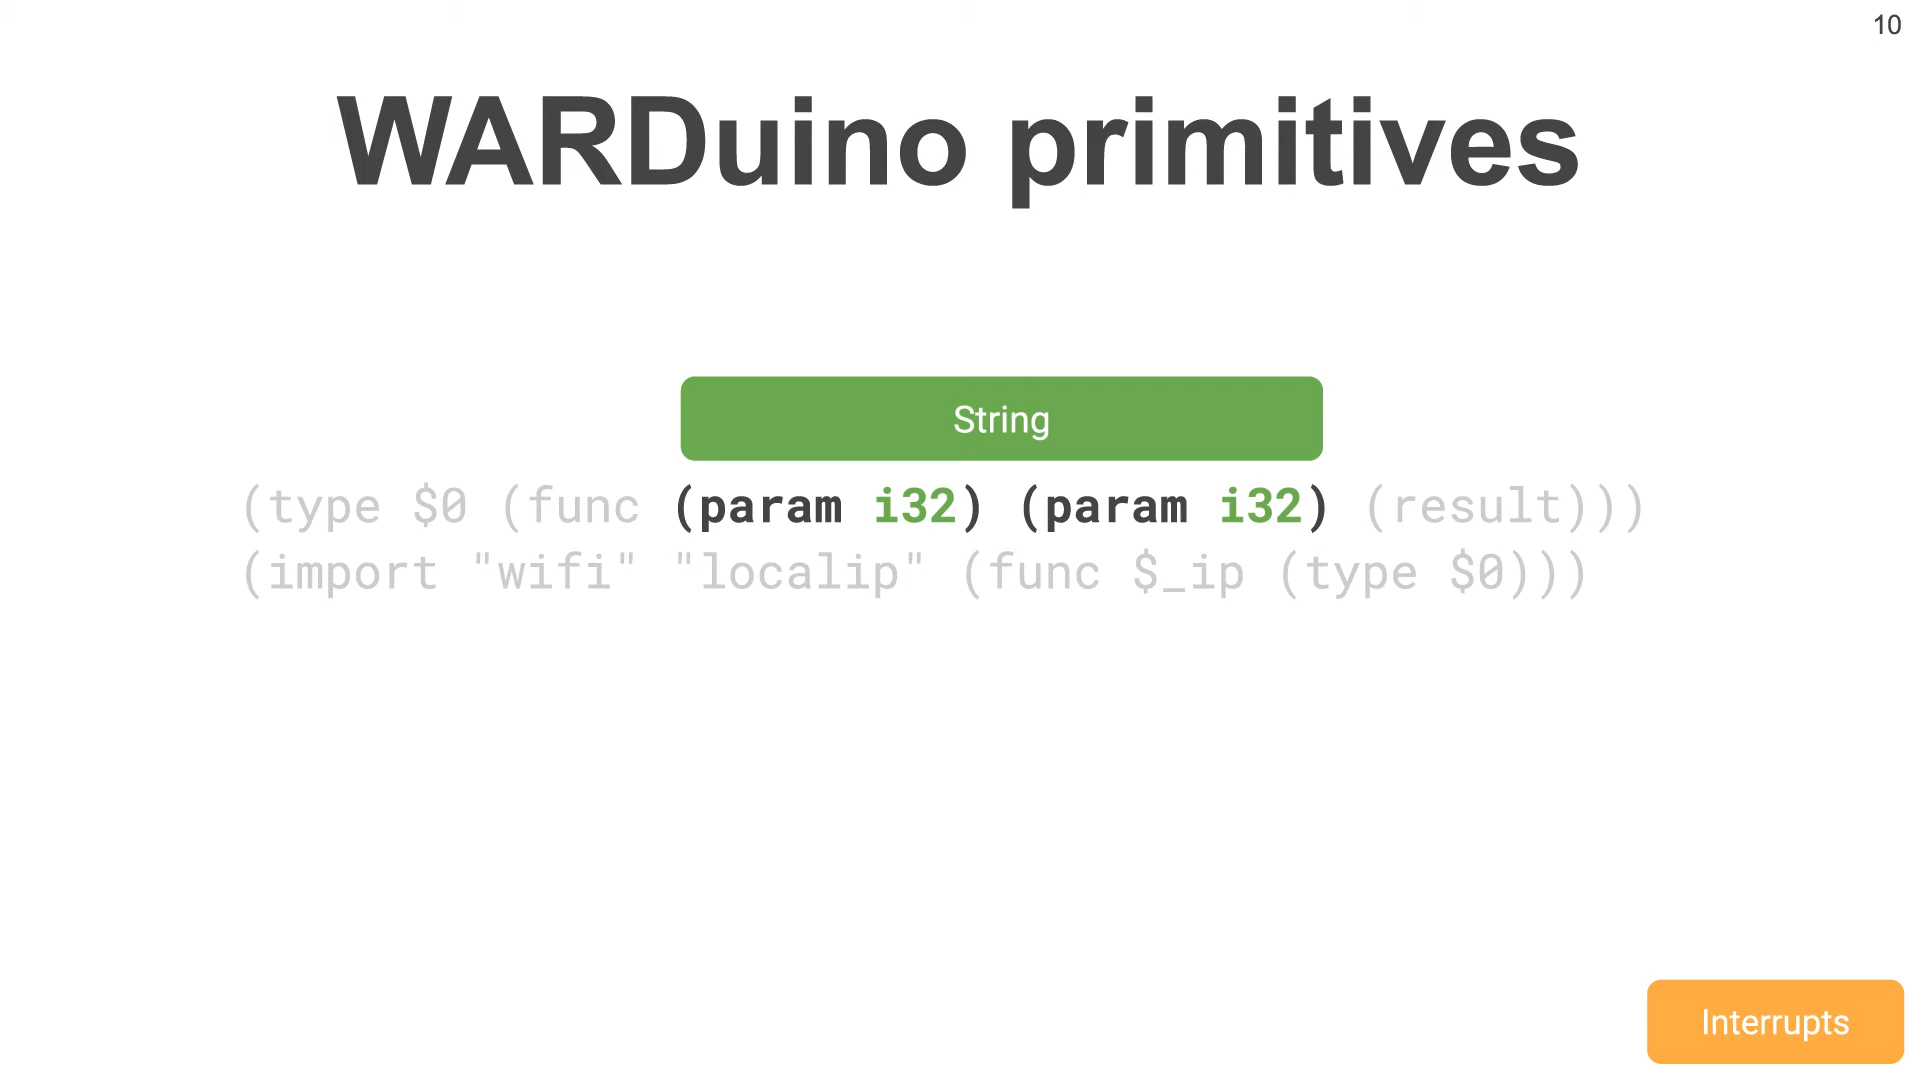 10
WARDuino primitives
String
(type $0 (func (param i32) (param i32) (result)))
(import "wifi" "localip" (func $_ip (type $0)))
Interrupts